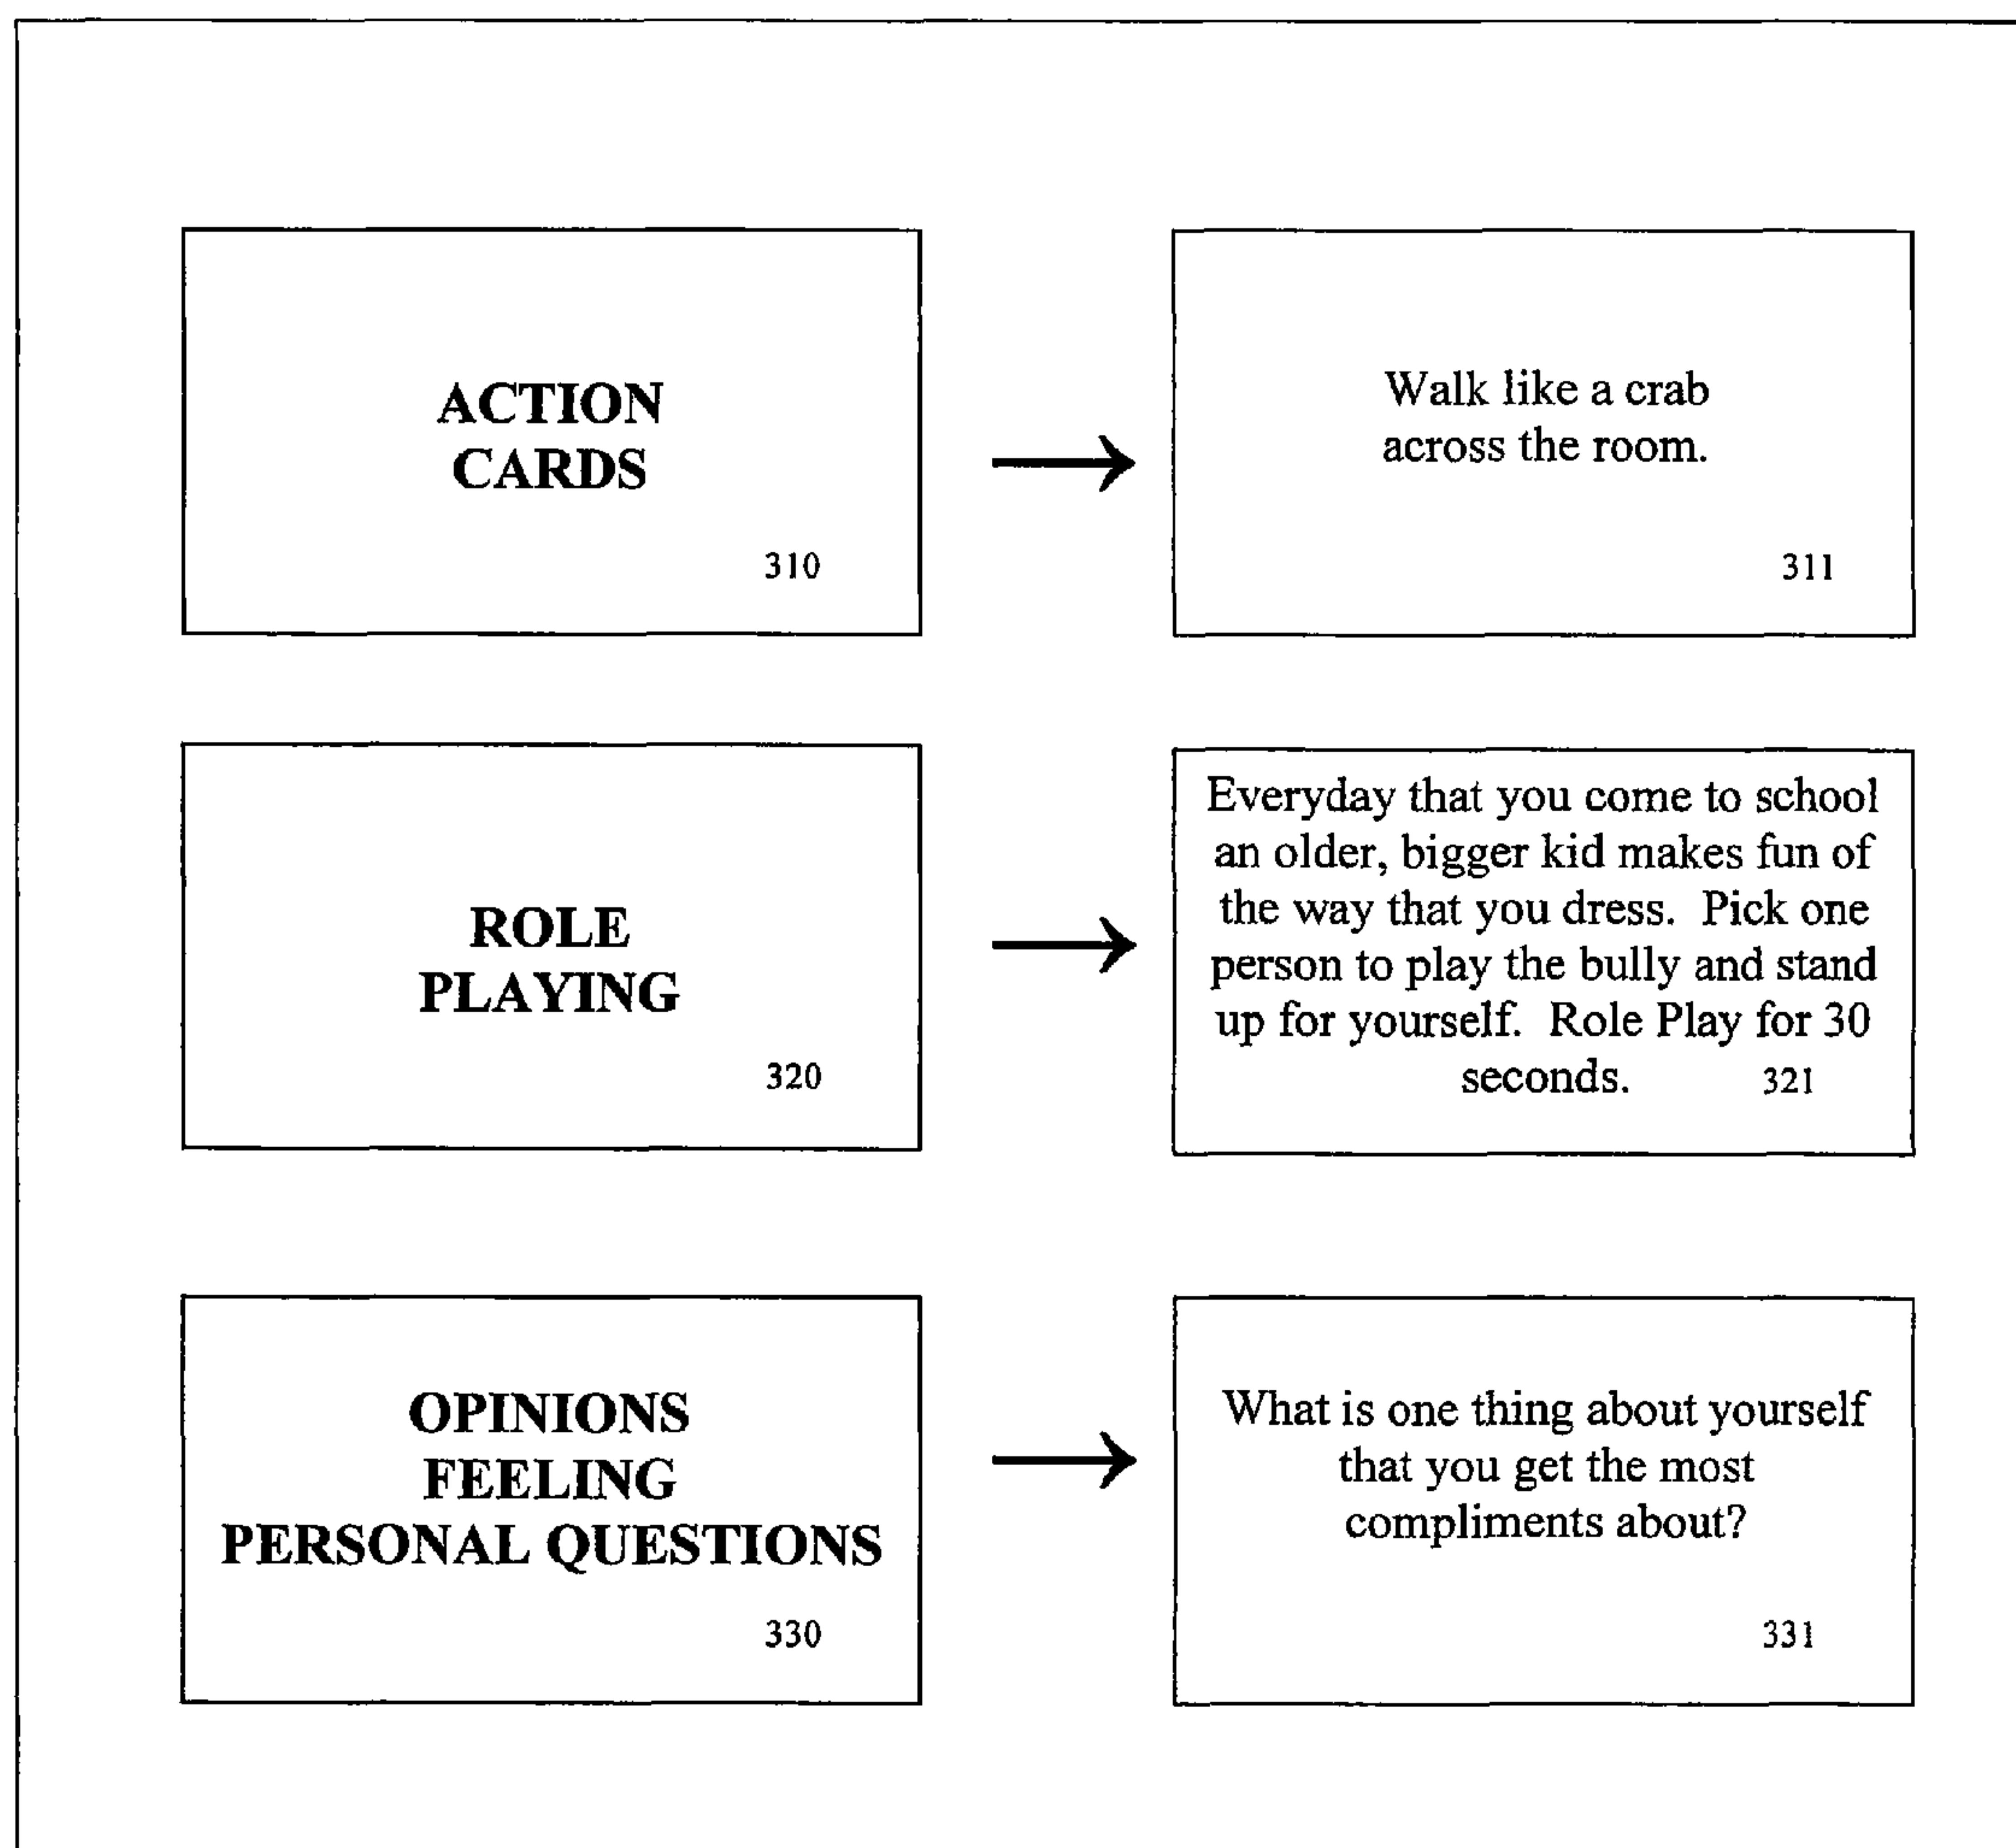 ACTION
CARDS
310
Walk like a crab
across the room.
311
ROLE
PLAYING
320
Everyday that you come to school
an older, bigger kid makes fun of
the way that you dress. Pick one
person to play the bully and stand
up for yourself. Role Play for 30
seconds. 321
OPINIONS
FEELING
PERSONAL QUESTIONS
330
What is one thing about yourself
that you get the most
compliments about?
331